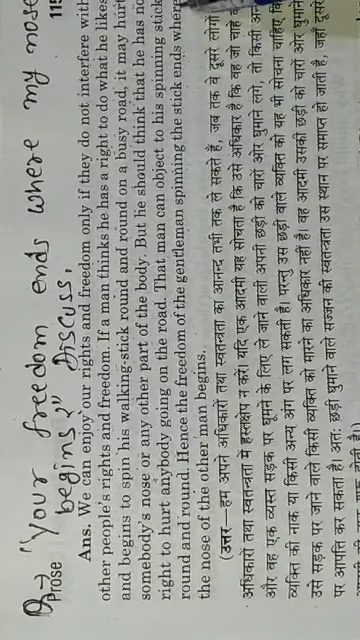 115
Q→ "Your freedom ends where my nose
Prose begins?" Discuss.
Ans. We can enjoy our rights and freedom only if they do not interfere with
other people's rights and freedom. If a man thinks he has a right to do what he likes
and begins to spin his walking-stick round and round on a busy road, it may hurt
somebody's nose or any other part of the body. But he should think that he has no
right to hurt anybody going on the road. That man can object to his spinning stick
round and round. Hence the freedom of the gentleman spinning the stick ends where
the nose of the other man begins.
(उत्तर—हम अपने अधिकारों तथा स्वतन्त्रता का आनन्द तभी तक ले सकते हैं, जब तक वे दूसरे लोगों
अधिकारों तथा स्वतन्त्रता में हस्तक्षेप न करें। यदि एक आदमी यह सोचता है कि उसे अधिकार है कि वह जो चाहे
और वह एक व्यस्त सड़क पर घूमने के लिए ले जाने वाली अपनी छड़ी को चारों ओर घुमाने लगे, तो किसी
व्यक्ति की नाक या किसी अन्य अंग पर लग सकती है। परन्तु उस छड़ी वाले व्यक्ति को यह भी सोचना चाहिए
उसे सड़क पर जाने वाले किसी व्यक्ति को मारने का अधिकार नहीं है। वह आदमी उसकी छड़ी को चारों ओर घुमाने
पर आपत्ति कर सकता है। अतः छड़ी घुमाने वाले सज्जन की स्वतन्त्रता उस स्थान पर समाप्त हो जाती है, जहाँ दूसरे